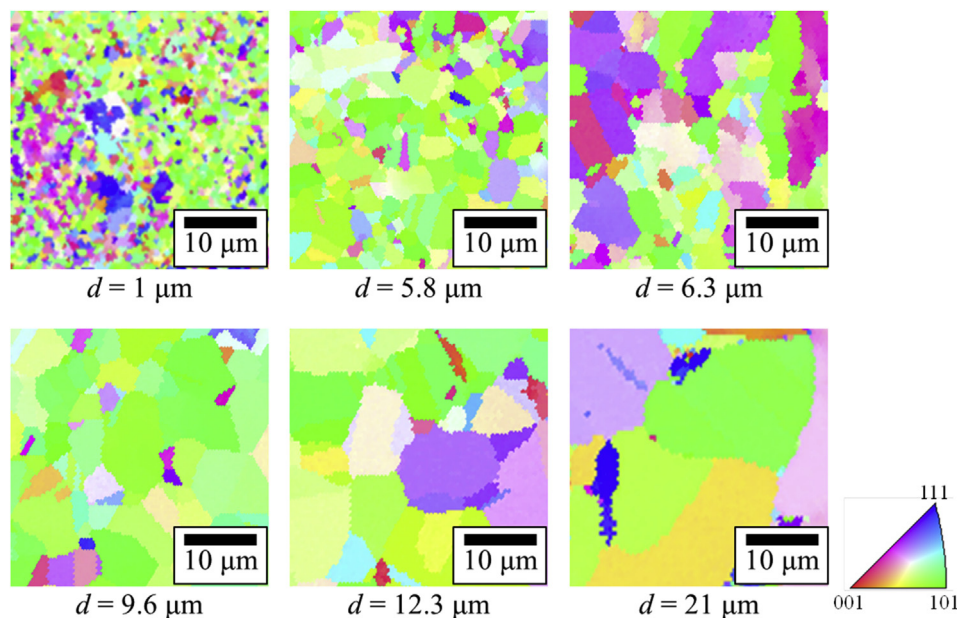 10 μm
10 μm
10 μm
d = 1 μm
d = 5.8 μm
d = 6.3 μm
10 μm
10 μm
10 μm
111
001
101
d = 9.6 μm
d = 12.3 μm
d = 21 μm